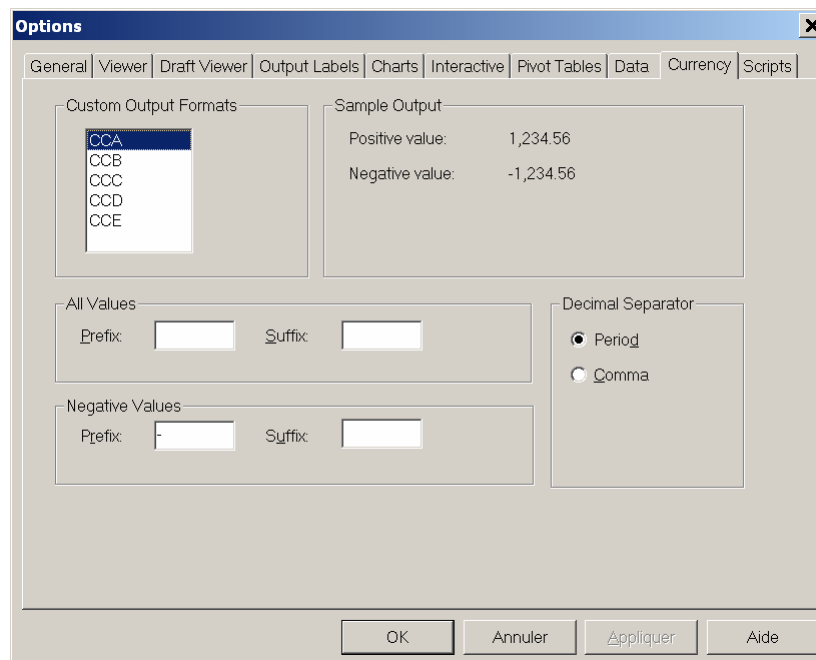 Options
General Viewer Draft Viewer Output Labels Charts Interactive Pivot Tables Data Currency Scripts
Custom Output Formats
CCA
CCB
CCC
CCD
CCE
Sample Output
Positive value: 1,234.56
Negative value: -1,234.56
All Values
Prefix: Suffix:
Decimal Separator
Period
Comma
Negative Values
Prefix: - Suffix:
OK Annuler Appliquer Aide